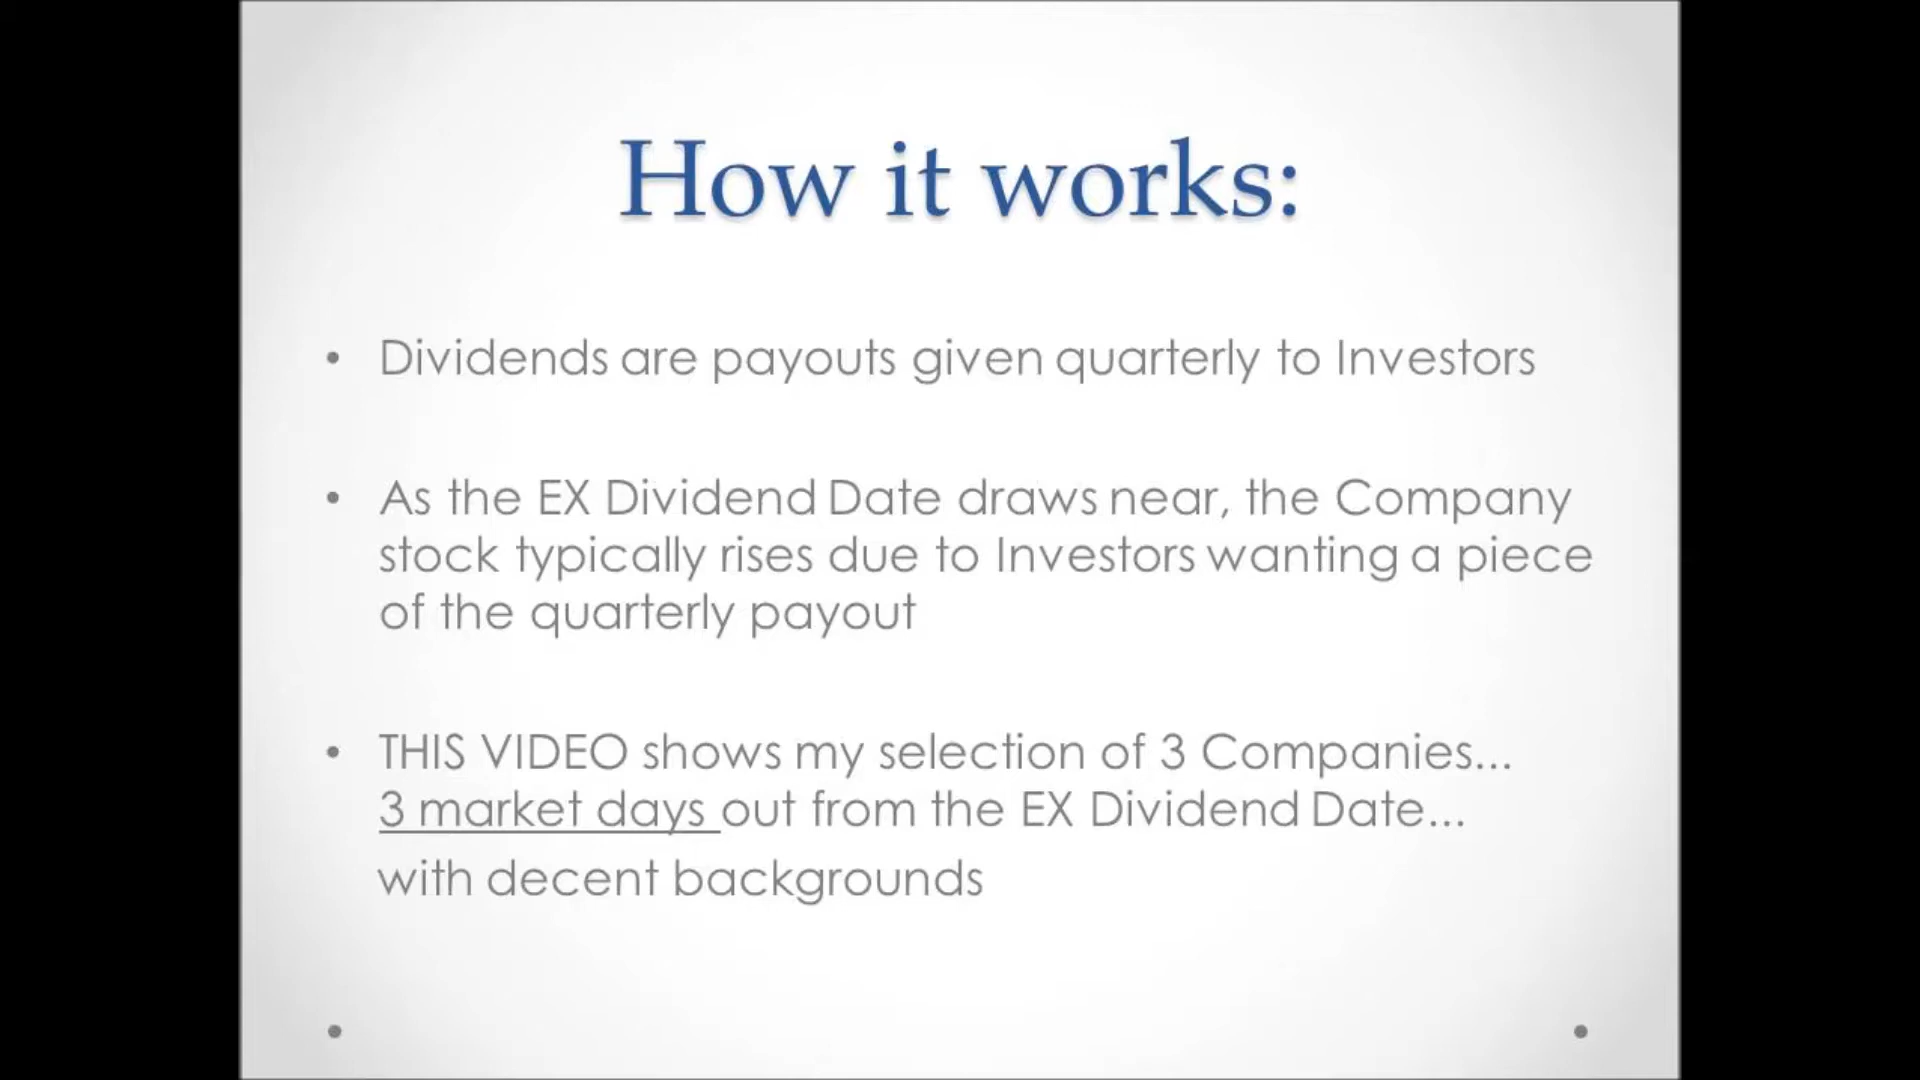 How it works:
• Dividends are payouts given quarterly to Investors
• As the EX Dividend Date draws near, the Company
stock typically rises due to Investors wanting a piece
of the quarterly payout
• THIS VIDEO shows my selection of 3 Companies...
3 market days out from the EX Dividend Date...
with decent backgrounds